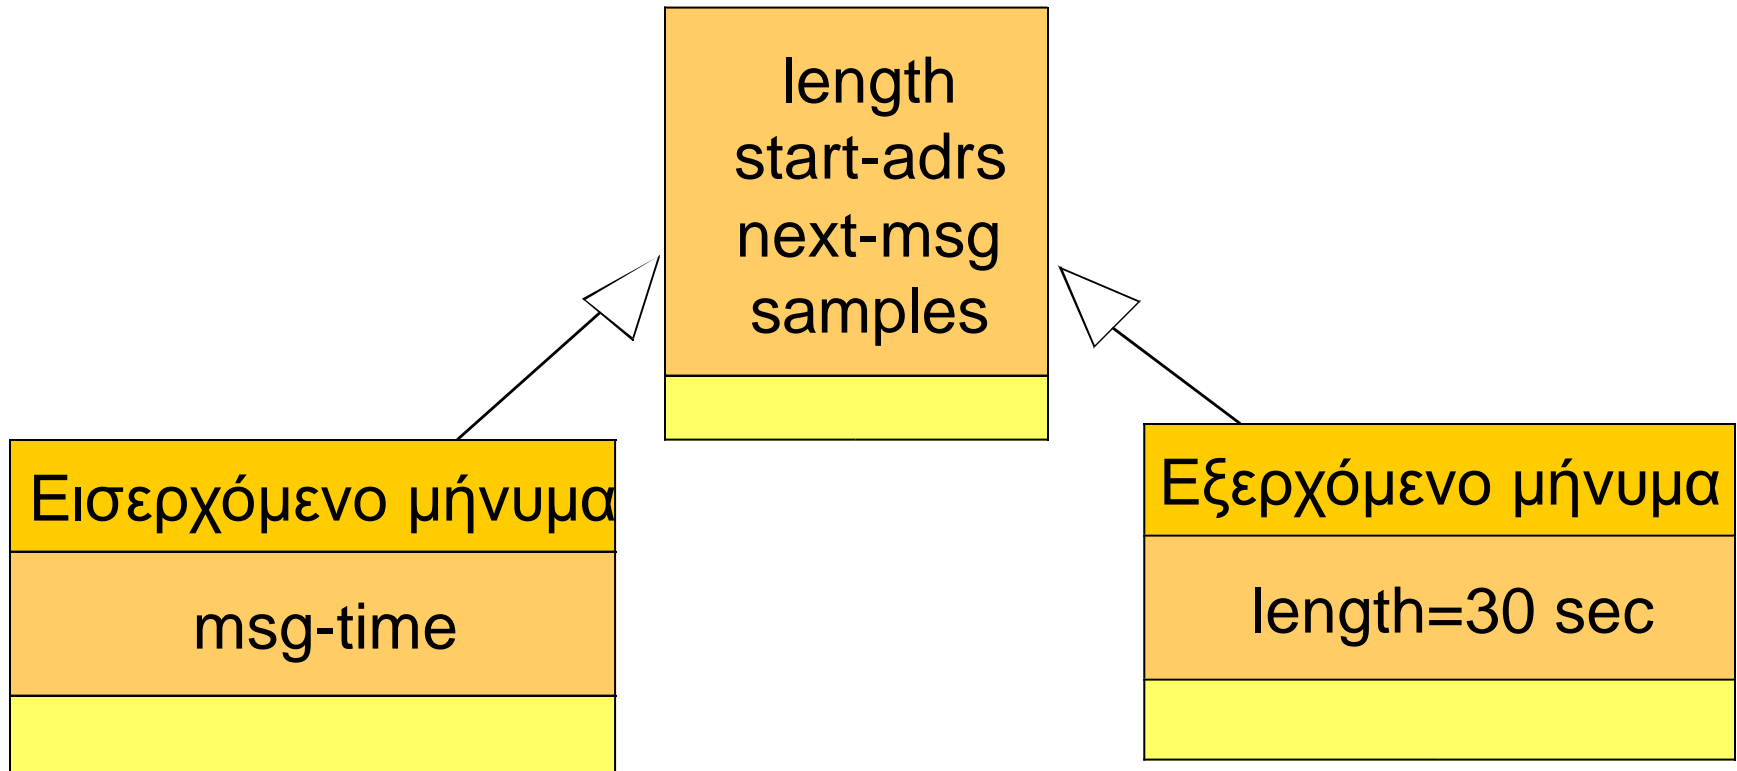 length
start-adrs
next-msg
samples
Εισερχόμενο μήνυμα
msg-time
Εξερχόμενο μήνυμα
length=30 sec